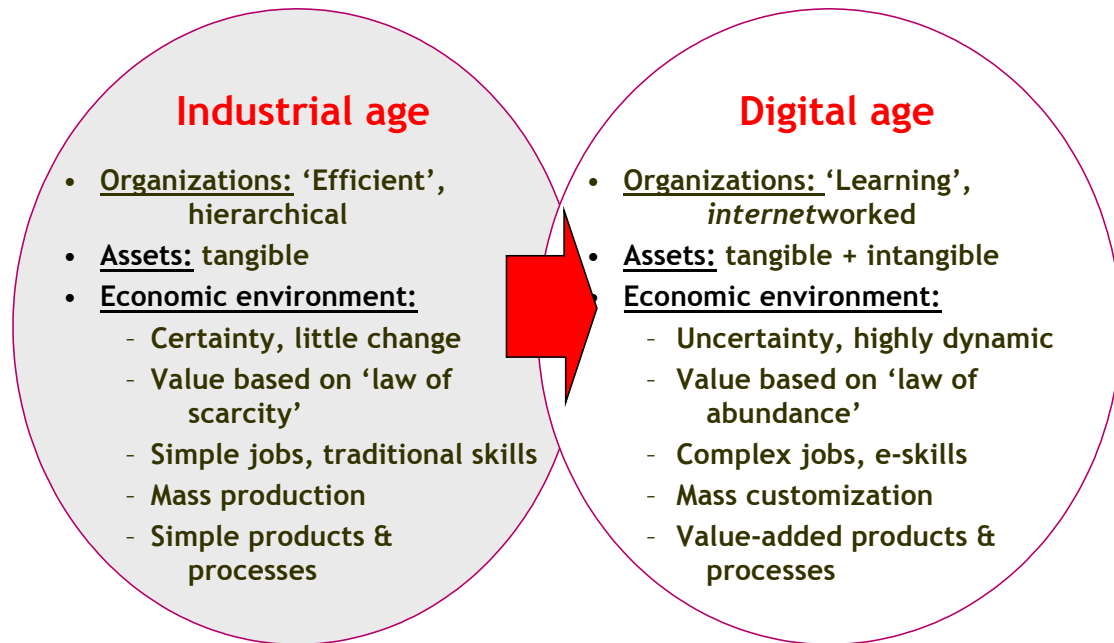 Industrial age
• Organizations: ‘Efficient’,
hierarchical
• Assets: tangible
• Economic environment:
– Certainty, little change
– Value based on ‘law of
scarcity’
– Simple jobs, traditional skills
– Mass production
– Simple products &
processes
Digital age
• Organizations: ‘Learning’,
internetworked
• Assets: tangible + intangible
• Economic environment:
– Uncertainty, highly dynamic
– Value based on ‘law of
abundance’
– Complex jobs, e-skills
– Mass customization
– Value-added products &
processes